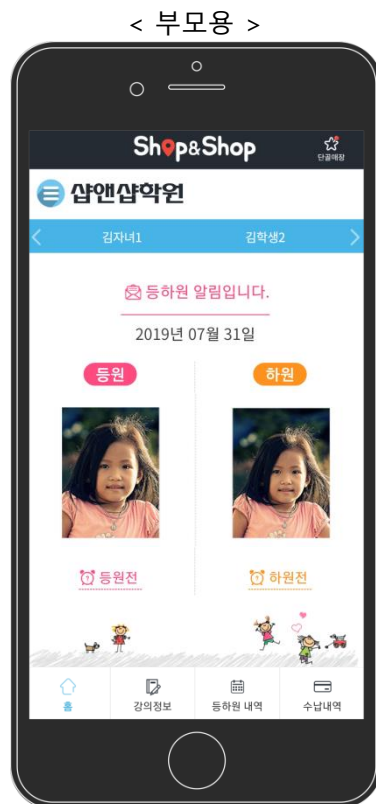 < 부모용 >
Shop&Shop
단골매장
샵앤샵학원
김자녀1 김학생2
등하원 알림입니다.
2019년 07월 31일
등원 하원
등원전 하원전
홈 강의정보 등하원 내역 수납내역